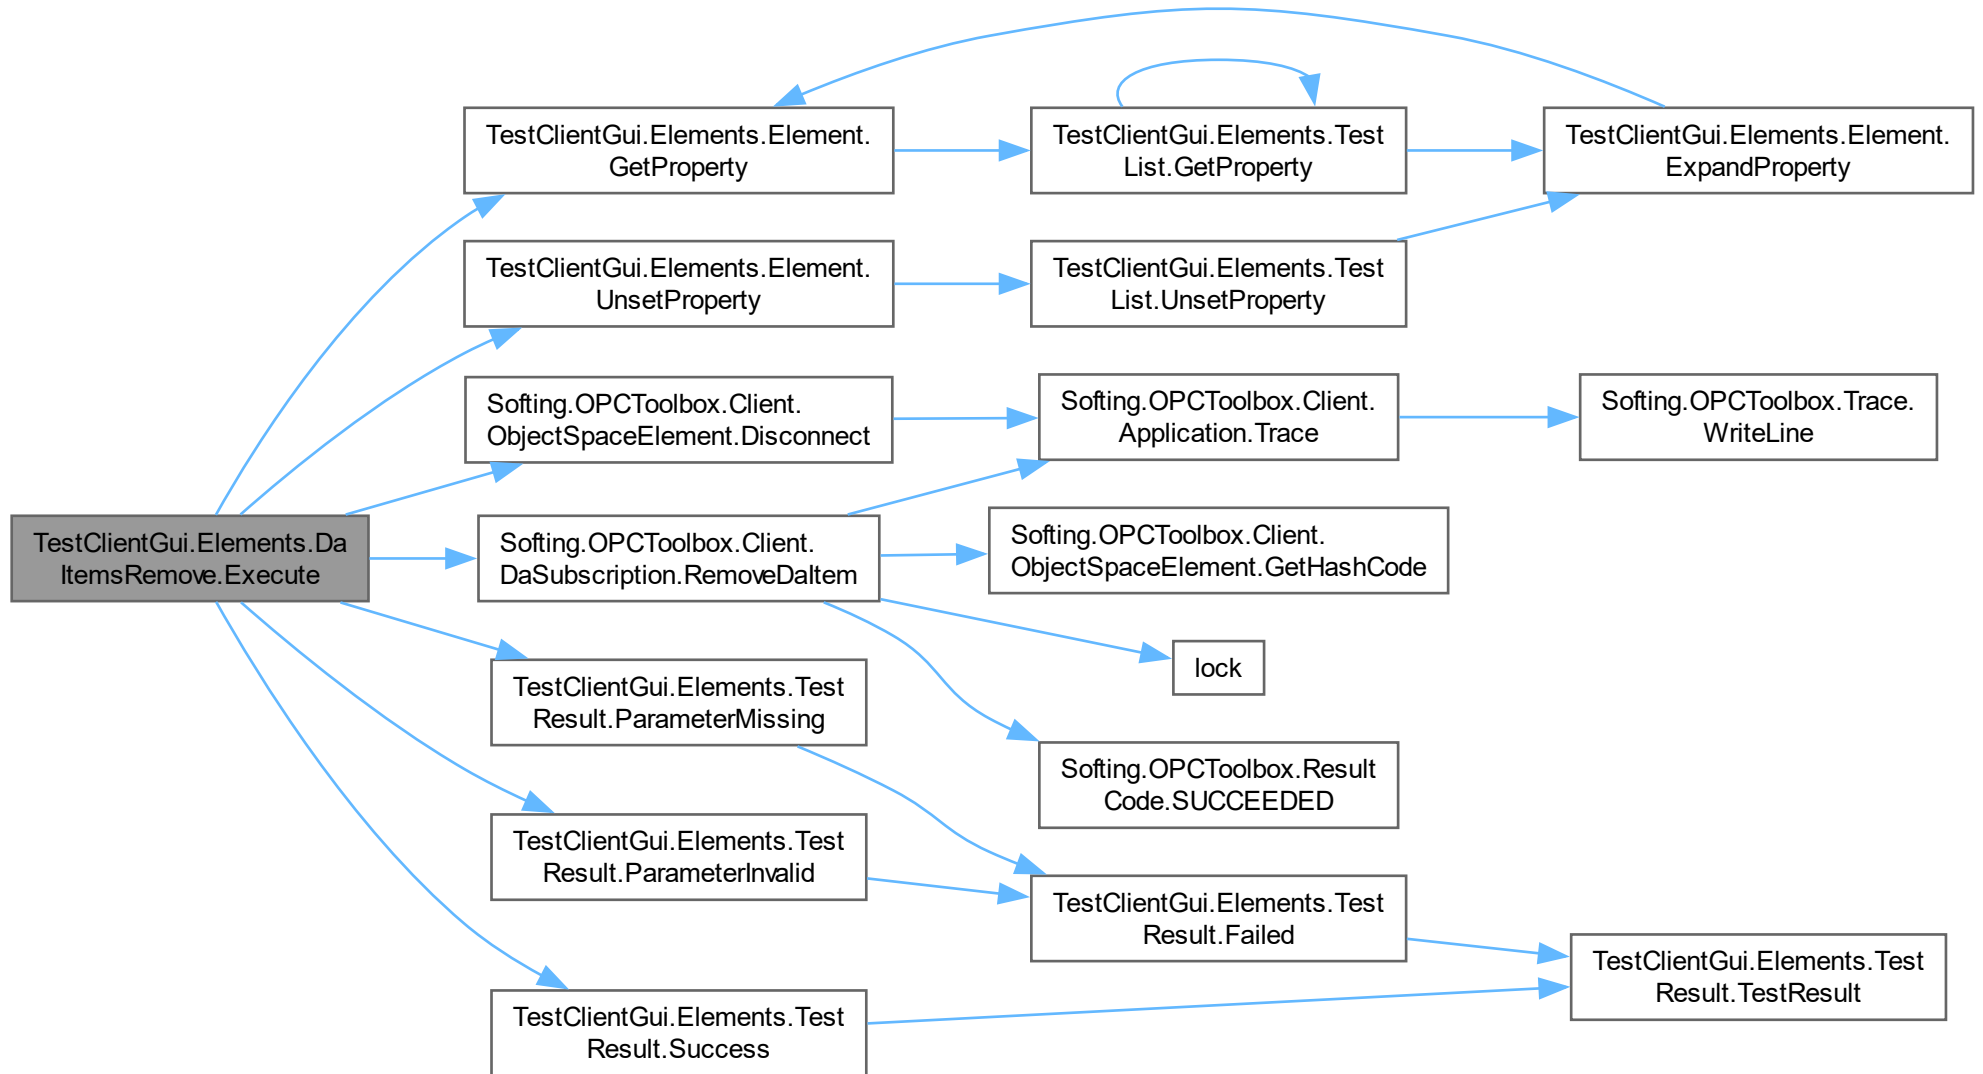 TestClientGui.Elements.Da
ItemsRemove.Execute
TestClientGui.Elements.Element.
GetProperty
TestClientGui.Elements.Test
List.GetProperty
TestClientGui.Elements.Element.
ExpandProperty
TestClientGui.Elements.Element.
UnsetProperty
TestClientGui.Elements.Test
List.UnsetProperty
Softing.OPCToolbox.Client.
ObjectSpaceElement.Disconnect
Softing.OPCToolbox.Client.
Application.Trace
Softing.OPCToolbox.Trace.
WriteLine
Softing.OPCToolbox.Client.
DaSubscription.RemoveDaItem
Softing.OPCToolbox.Client.
ObjectSpaceElement.GetHashCode
lock
Softing.OPCToolbox.Result
Code.SUCCEEDED
TestClientGui.Elements.Test
Result.ParameterMissing
TestClientGui.Elements.Test
Result.ParameterInvalid
TestClientGui.Elements.Test
Result.Failed
TestClientGui.Elements.Test
Result.TestResult
TestClientGui.Elements.Test
Result.Success